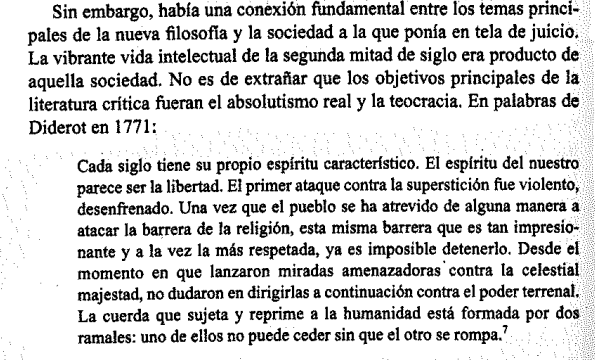 Sin embargo, había una conexión fundamental entre los temas princi-
pales de la nueva filosofía y la sociedad a la que ponía en tela de juicio.
La vibrante vida intelectual de la segunda mitad de siglo era producto de
aquella sociedad. No es de extrañar que los objetivos principales de la
literatura crítica fueran el absolutismo real y la teocracia. En palabras de
Diderot en 1771:
Cada siglo tiene su propio espíritu característico. El espíritu del nuestro
parece ser la libertad. El primer ataque contra la superstición fue violento,
desenfrenado. Una vez que el pueblo se ha atrevido de alguna manera a
atacar la barrera de la religión, esta misma barrera que es tan impresio-
nante y a la vez la más respetada, ya es imposible detenerlo. Desde el
momento en que lanzaron miradas amenazadoras contra la celestial
majestad, no dudaron en dirigirlas a continuación contra el poder terrenal.
La cuerda que sujeta y reprime a la humanidad está formada por dos
ramales: uno de ellos no puede ceder sin que el otro se rompa.7